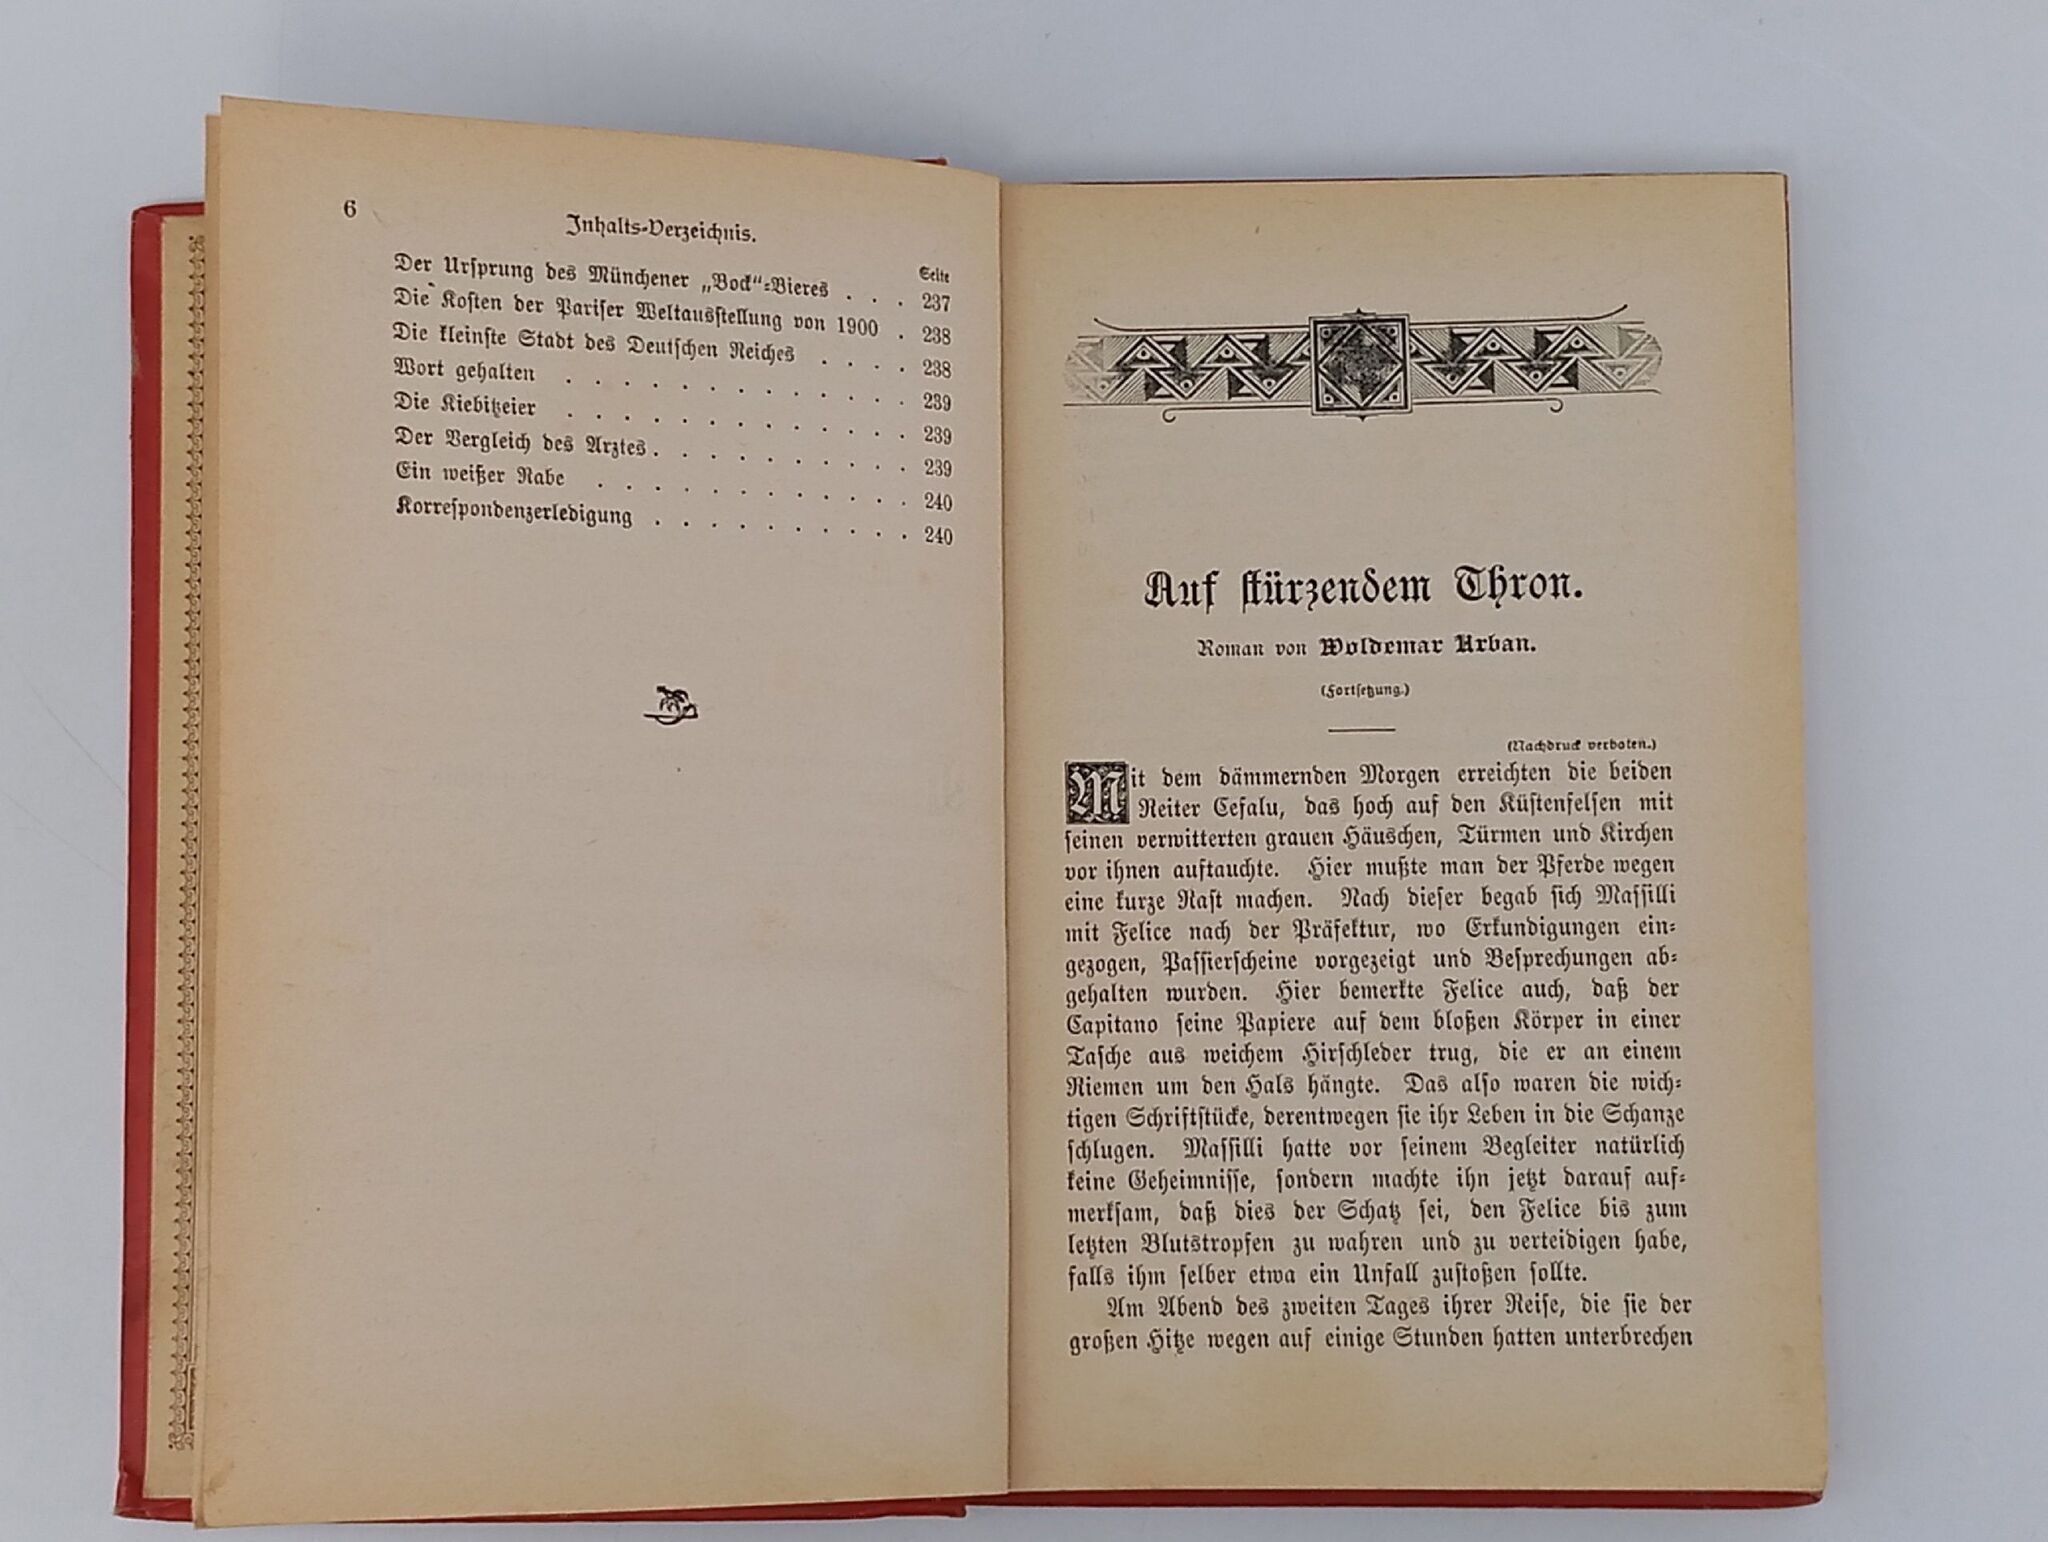 6
Inhalts-Verzeichnis.
Seite
Der Ursprung des Münchener „Bock“-Bieres . . . 237
Die Kosten der Pariser Weltausstellung von 1900 . 238
Die kleinste Stadt des Deutschen Reiches . . . . 238
Wort gehalten . . . . . . . . . . . . 239
Die Kiebitzeier . . . . . . . . . . . . 239
Der Vergleich des Arztes . . . . . . . . . . 239
Ein weißer Rabe . . . . . . . . . . . 240
Korrespondenzerledigung . . . . . . . . . 240
Auf stürzendem Thron.
Roman von Woldemar Urban.
(Fortsetzung.)
(Nachdruck verboten.)
Mit dem dämmernden Morgen erreichten die beiden
Reiter Cefalu, das hoch auf den Küstenfelsen mit
seinen verwitterten grauen Häuschen, Türmen und Kirchen
vor ihnen auftauchte. Hier mußte man der Pferde wegen
eine kurze Rast machen. Nach dieser begab sich Massilli
mit Felice nach der Präfektur, wo Erkundigungen ein-
gezogen, Passierscheine vorgezeigt und Besprechungen ab-
gehalten wurden. Hier bemerkte Felice auch, daß der
Capitano seine Papiere auf dem bloßen Körper in einer
Tasche aus weichem Hirschleder trug, die er an einem
Riemen um den Hals hängte. Das also waren die wich-
tigen Schriftstücke, derentwegen sie ihr Leben in die Schanze
schlugen. Massilli hatte vor seinem Begleiter natürlich
keine Geheimnisse, sondern machte ihn jetzt darauf auf-
merksam, daß dies der Schatz sei, den Felice bis zum
letzten Blutstropfen zu wahren und zu verteidigen habe,
falls ihm selber etwa ein Unfall zustoßen sollte.
Am Abend des zweiten Tages ihrer Reise, die sie der
großen Hitze wegen auf einige Stunden hatten unterbrechen